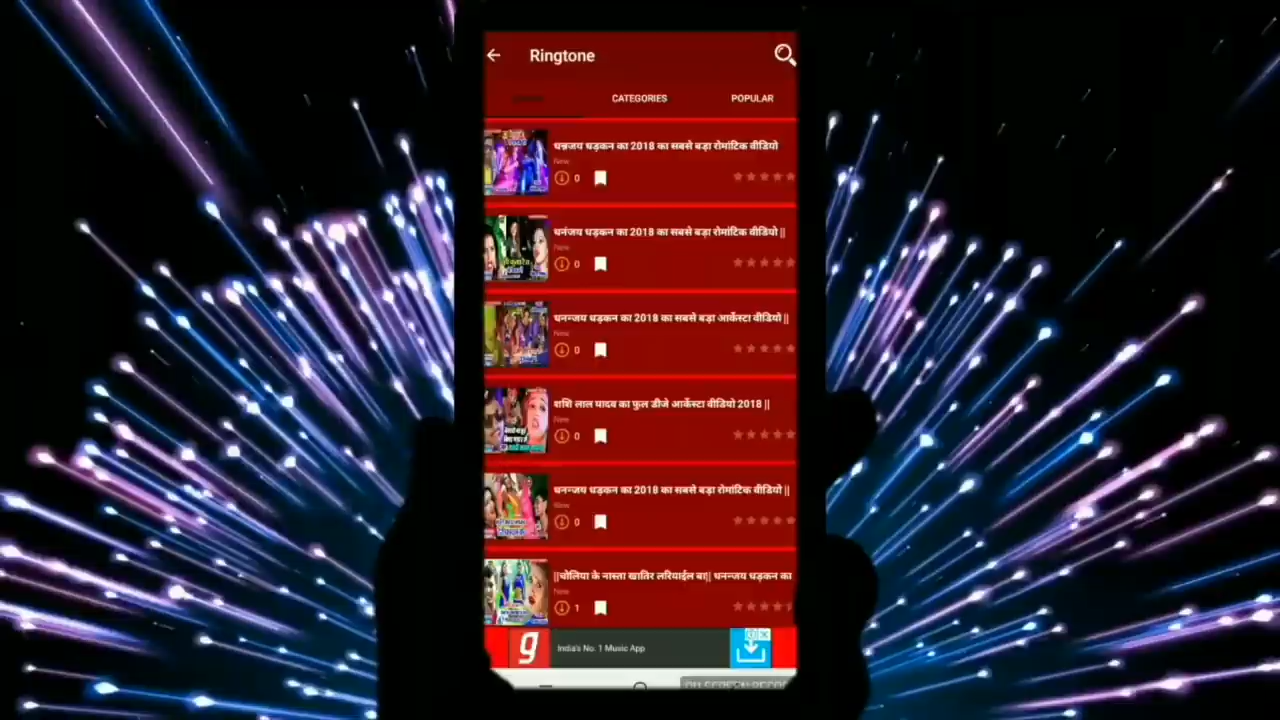 Ringtone
CATEGORIES
POPULAR
धन्नजय धड़कन का 2018 का सबसे बड़ा रोमांटिक वीडियो
New
0
धनंजय धड़कन का 2018 का सबसे बड़ा रोमांटिक वीडियो ||
New
0
धनन्जय धड़कन का 2018 का सबसे बड़ा आर्केस्टा वीडियो ||
New
0
शशि लाल यादव का फुल डीजे आर्केस्टा वीडियो 2018 ||
New
0
धनन्जय धड़कन का 2018 का सबसे बड़ा रोमांटिक वीडियो ||
New
0
||चोलिया के नास्ता खातिर लरियाईल बा|| धनन्जय धड़कन का
New
1
g
India's No. 1 Music App